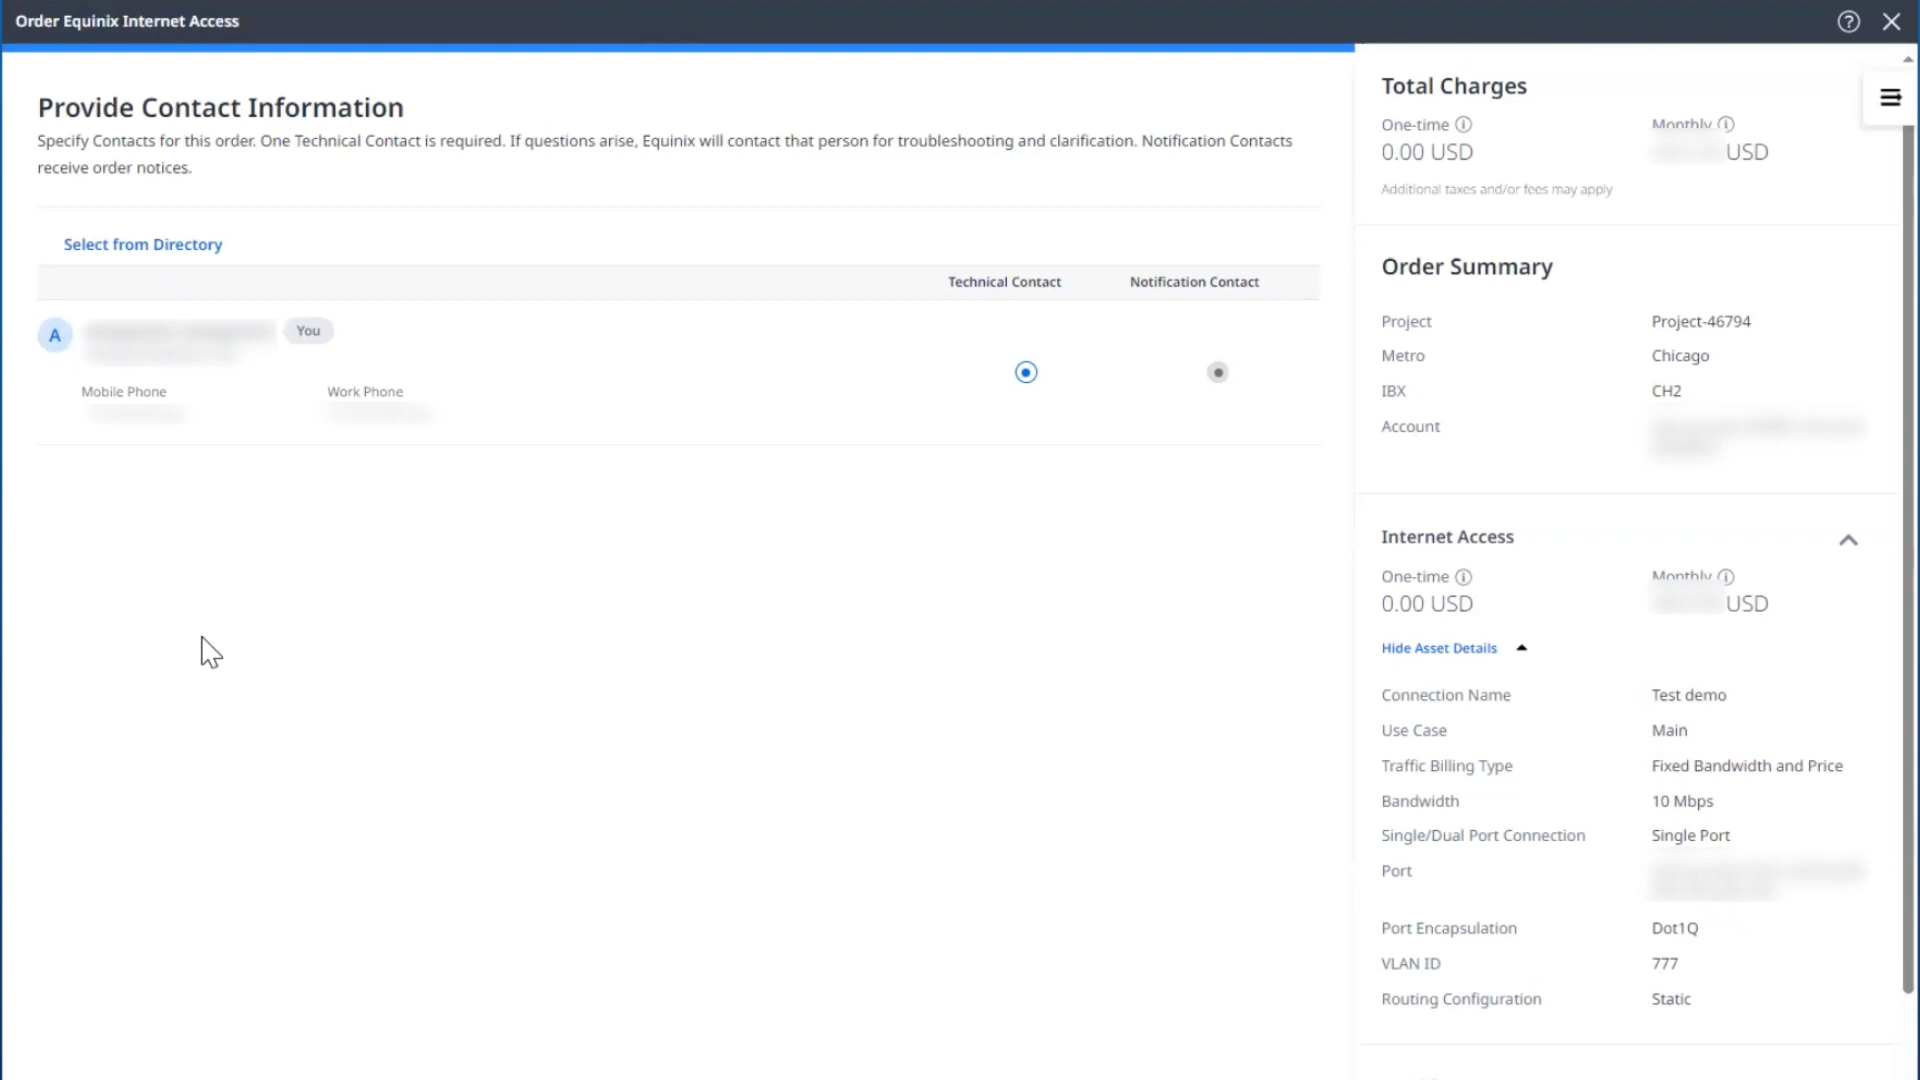 Order Equinix Internet Access
Provide Contact Information
Specify Contacts for this order. One Technical Contact is required. If questions arise, Equinix will contact that person for troubleshooting and clarification. Notification Contacts
receive order notices.
Select from Directory
Technical Contact Notification Contact
A You
Mobile Phone Work Phone
Total Charges
One-time Monthly
0.00 USD USD
Additional taxes and/or fees may apply
Order Summary
Project Project-46794
Metro Chicago
IBX CH2
Account
Internet Access
One-time Monthly
0.00 USD USD
Hide Asset Details
Connection Name Test demo
Use Case Main
Traffic Billing Type Fixed Bandwidth and Price
Bandwidth 10 Mbps
Single/Dual Port Connection Single Port
Port
Port Encapsulation Dot1Q
VLAN ID 777
Routing Configuration Static